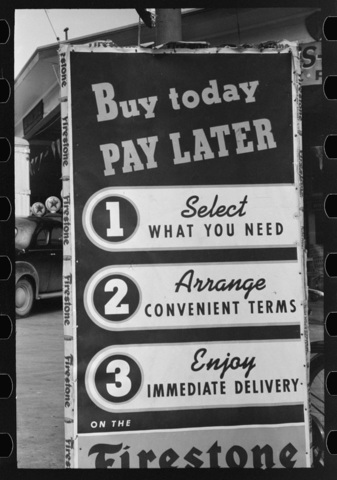 Buy today
PAY LATER
1 Select
WHAT YOU NEED
2 Arrange
CONVENIENT TERMS
3 Enjoy
IMMEDIATE DELIVERY
ON THE
Firestone
Firestone
Firestone
Firestone
Firestone
Firestone